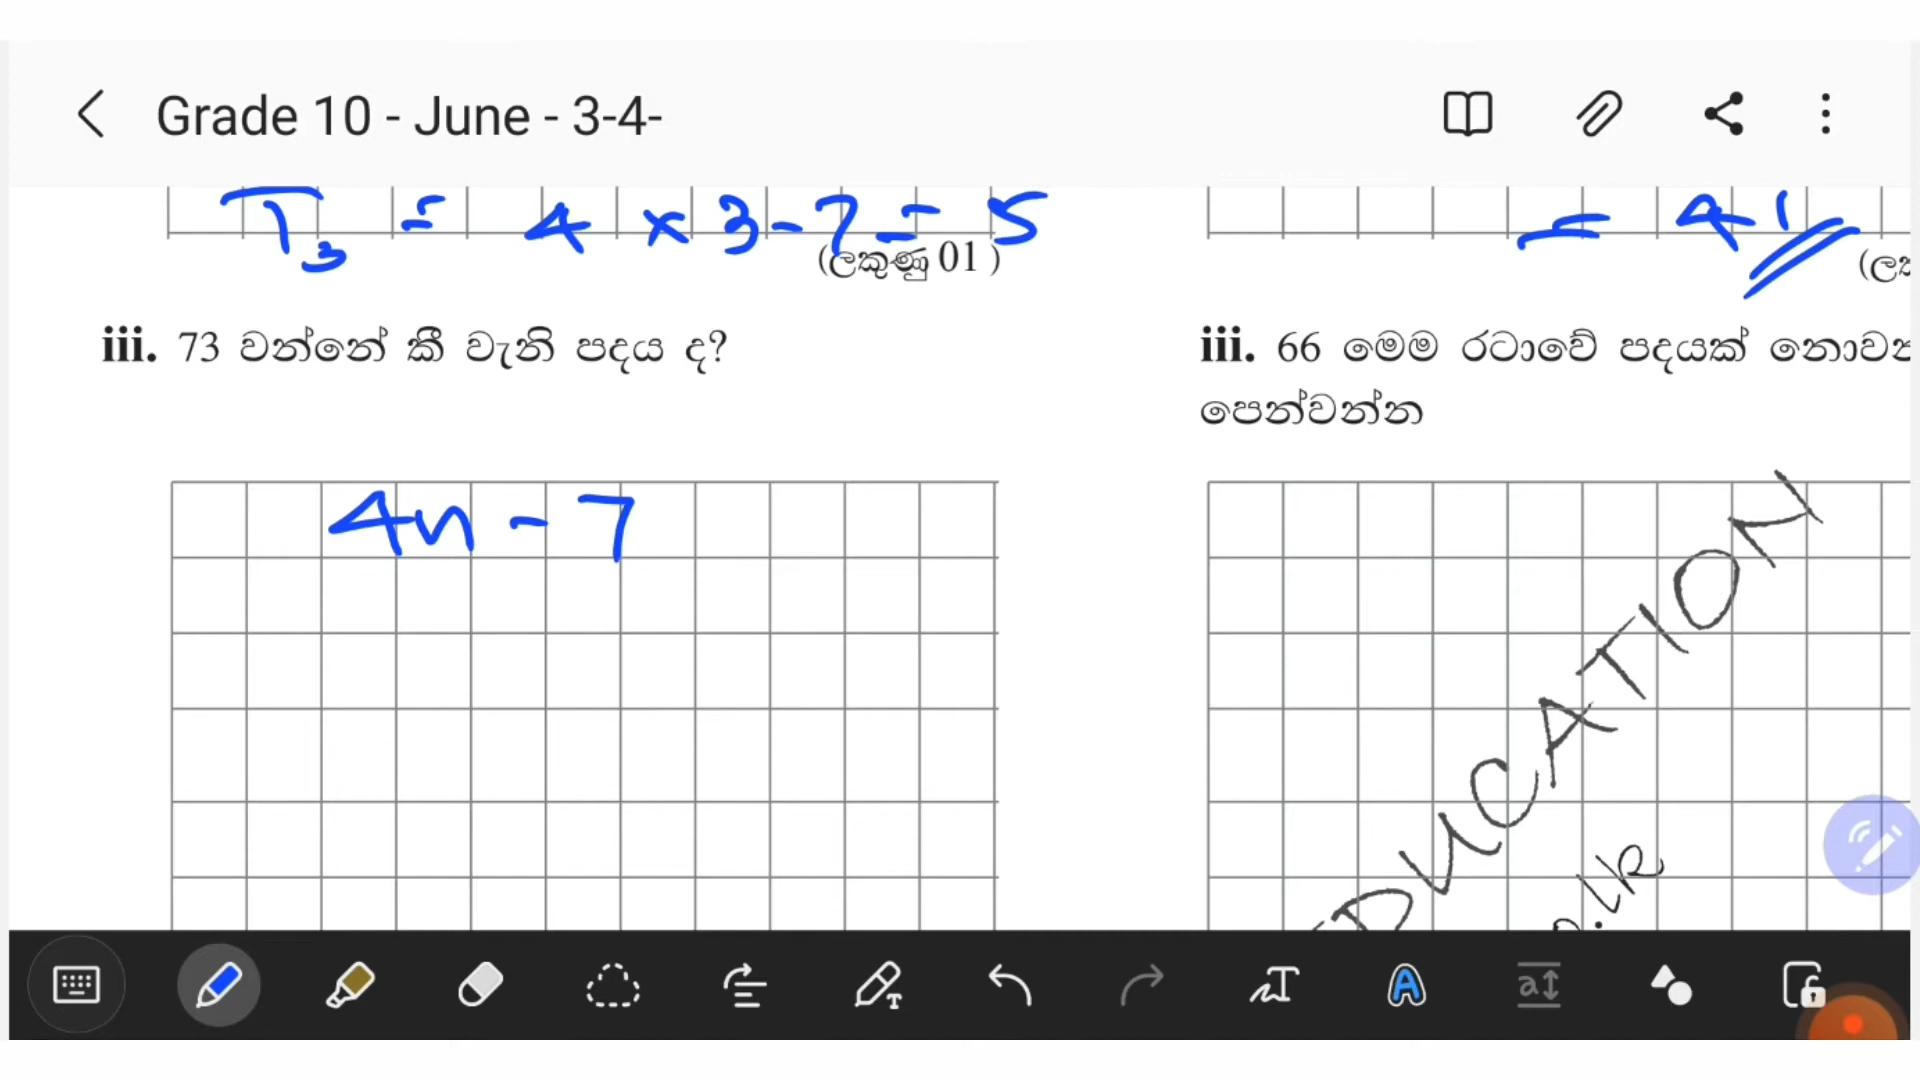 Grade 10 - June - 3-4-
T₃ = 4 × 3 - 7 = 5
(ලකුණු 01 )
iii. 73 වන්නේ කී වැනි පදය ද?
4n - 7
= 41
iii. 66 මෙම රටාවේ පදයක්
පෙන්වන්න